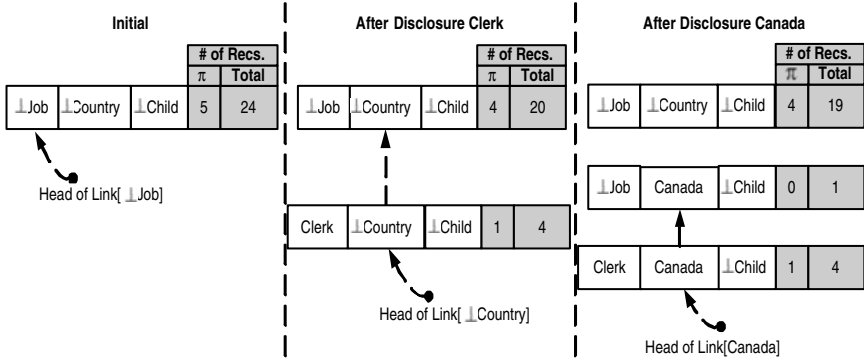 Initial
# of Recs.
π Total
⊥Job ⊥Country ⊥Child 5 24
Head of Link[ ⊥Job]
After Disclosure Clerk
# of Recs.
π Total
⊥Job ⊥Country ⊥Child 4 20
Clerk ⊥Country ⊥Child 1 4
Head of Link[ ⊥Country]
After Disclosure Canada
# of Recs.
π Total
⊥Job ⊥Country ⊥Child 4 19
⊥Job Canada ⊥Child 0 1
Clerk Canada ⊥Child 1 4
Head of Link[Canada]